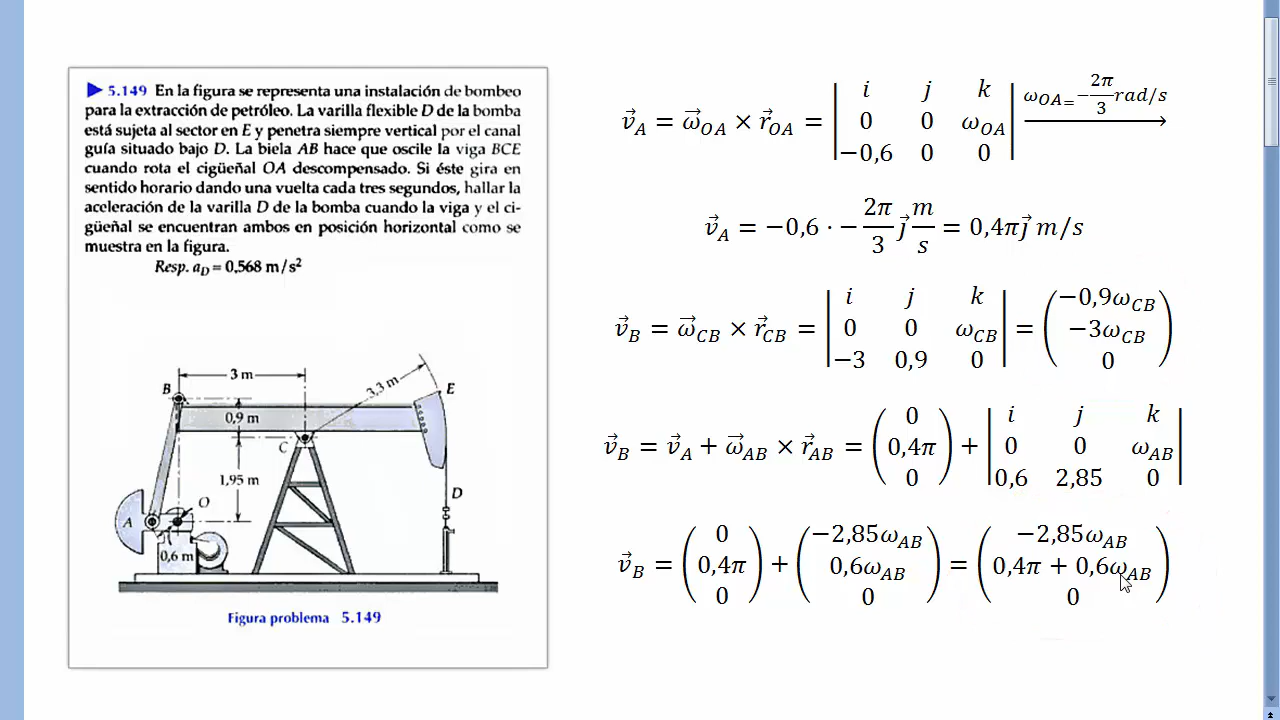 ▶ 5.149 En la figura se representa una instalación de bombeo
para la extracción de petróleo. La varilla flexible D de la bomba
está sujeta al sector en E y penetra siempre vertical por el canal
guía situado bajo D. La biela AB hace que oscile la viga BCE
cuando rota el cigüeñal OA descompensado. Si éste gira en
sentido horario dando una vuelta cada tres segundos, hallar la
aceleración de la varilla D de la bomba cuando la viga y el ci-
güeñal se encuentran ambos en posición horizontal como se
muestra en la figura.
Resp. a_D = 0,568 m/s²
3 m
3,3 m
B
E
0,9 m
C
1,95 m
O
D
A
0,6 m
Figura problema 5.149
v⃗_A = ω⃗_OA × r⃗_OA = | i j k |
| 0 0 ω_OA |
| −0,6 0 0 |
ω_OA= −2π/3 rad/s →
v⃗_A = −0,6 · −2π/3 j⃗ m/s = 0,4πj⃗ m/s
v⃗_B = ω⃗_CB × r⃗_CB = | i j k | = ( −0,9ω_CB )
| 0 0 ω_CB | ( −3ω_CB )
| −3 0,9 0 | ( 0 )
v⃗_B = v⃗_A + ω⃗_AB × r⃗_AB = ( 0 ) + | i j k |
( 0,4π ) | 0 0 ω_AB |
( 0 ) | 0,6 2,85 0 |
v⃗_B = ( 0 ) + ( −2,85ω_AB ) = ( −2,85ω_AB )
( 0,4π ) ( 0,6ω_AB ) ( 0,4π + 0,6ω_AB )
( 0 ) ( 0 ) ( 0 )